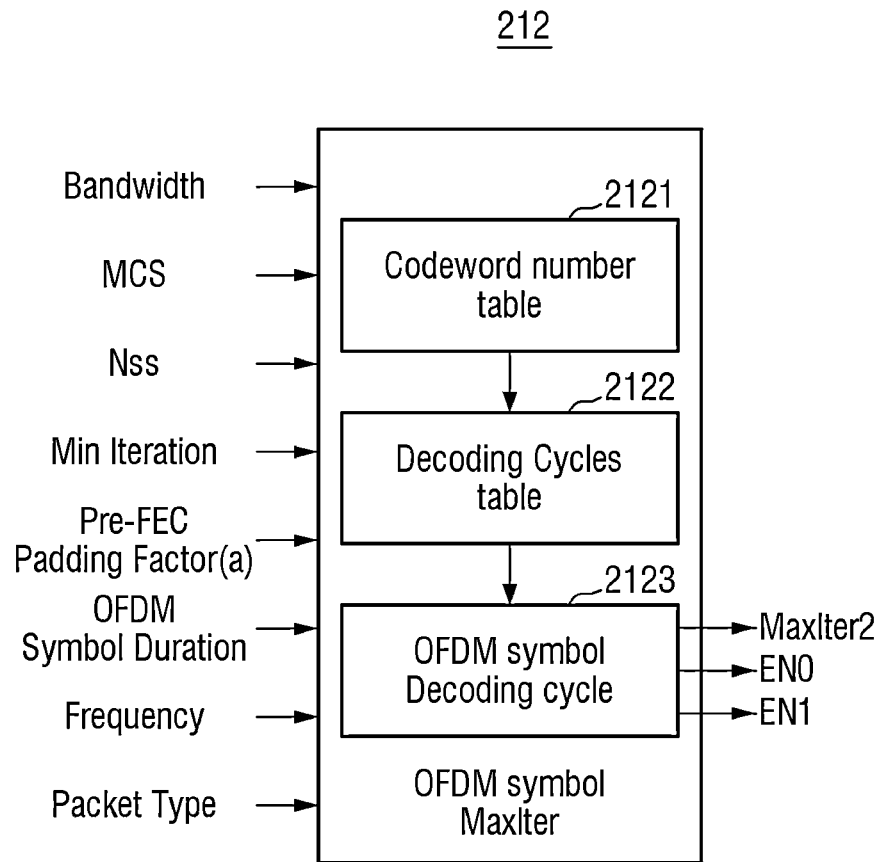 212
Bandwidth
MCS
Nss
Min Iteration
Pre-FEC
Padding Factor(a)
OFDM
Symbol Duration
Frequency
Packet Type
2121
Codeword number
table
2122
Decoding Cycles
table
2123
OFDM symbol
Decoding cycle
OFDM symbol
MaxIter
MaxIter2
EN0
EN1